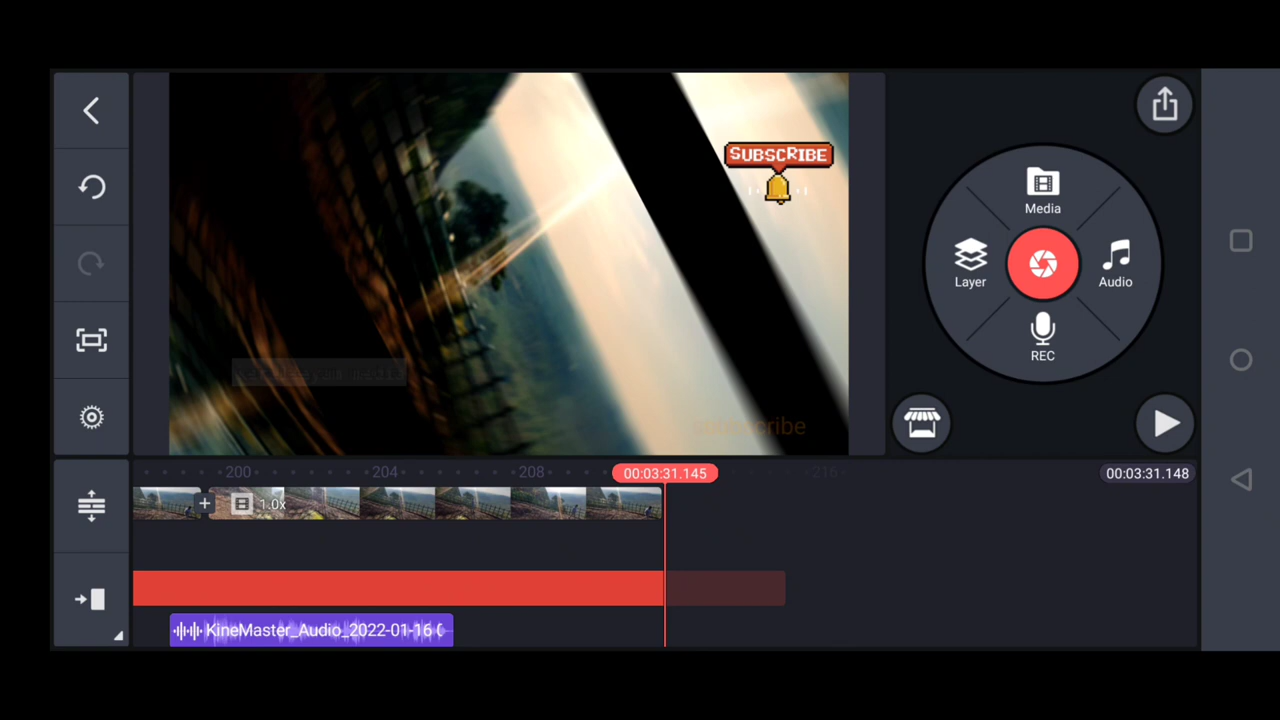 SUBSCRIBE
Media
Layer
Audio
REC
subscribe
200
204
208
00:03:31.145
216
00:03:31.148
1.0x
KineMaster_Audio_2022-01-16